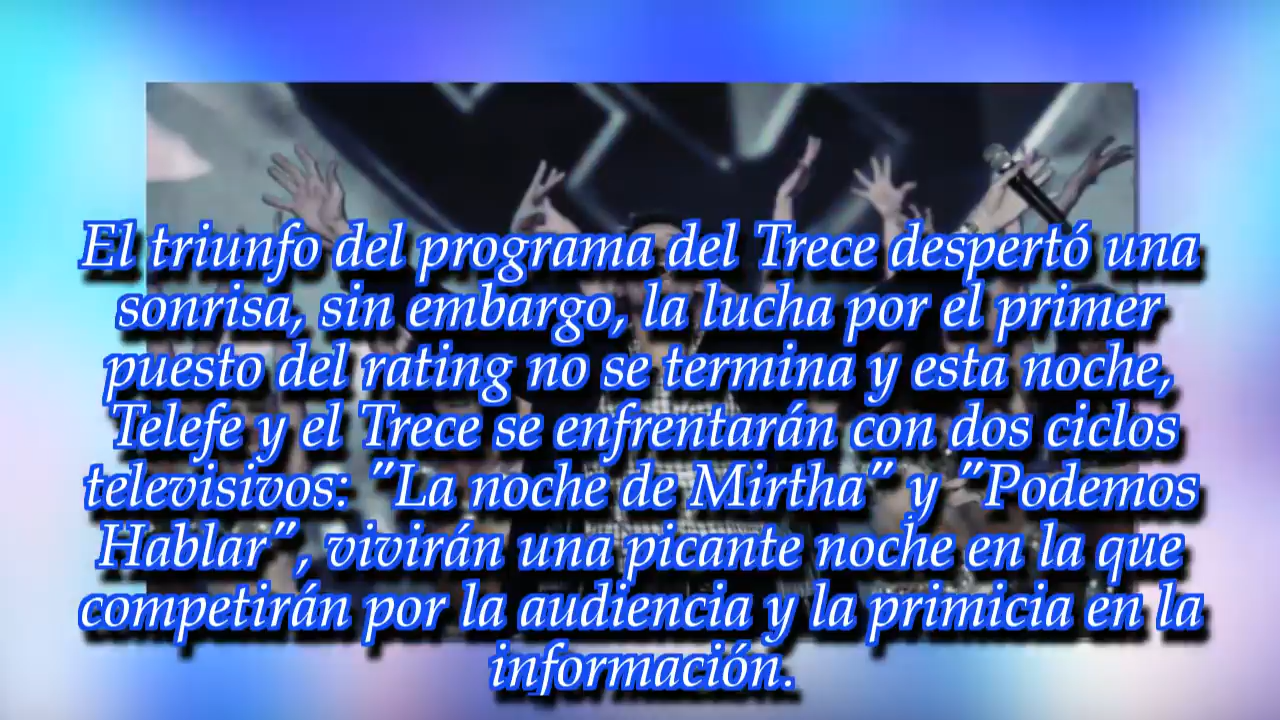 El triunfo del programa del Trece despertó una
sonrisa, sin embargo, la lucha por el primer
puesto del rating no se termina y esta noche,
Telefe y el Trece se enfrentarán con dos ciclos
televisivos: "La noche de Mirtha" y "Podemos
Hablar", vivirán una picante noche en la que
competirán por la audiencia y la primicia en la
información.